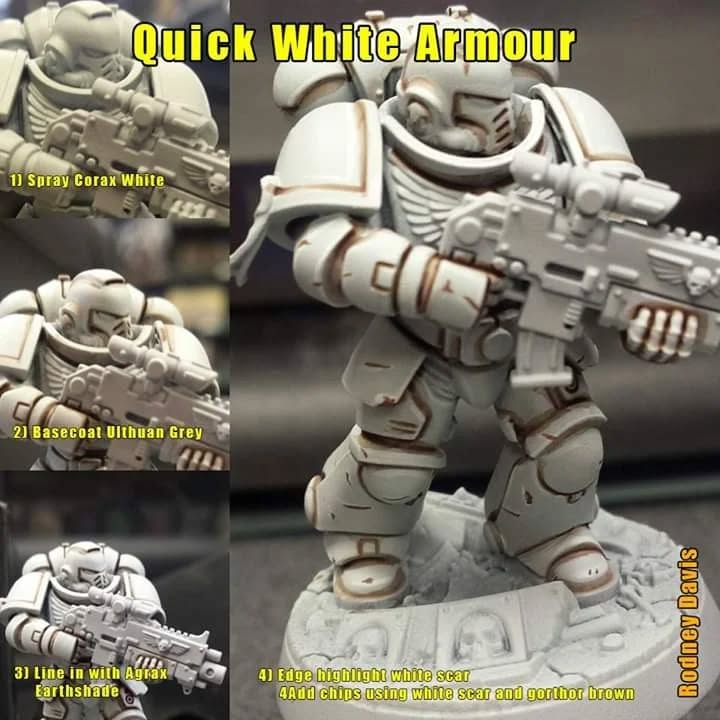 Quick White Armour
1) Spray Corax White
2) Basecoat Ulthuan Grey
3) Line in with Agrax
Earthshade
4) Edge highlight white scar
4Add chips using white scar and gorthor brown
Rodney Davis